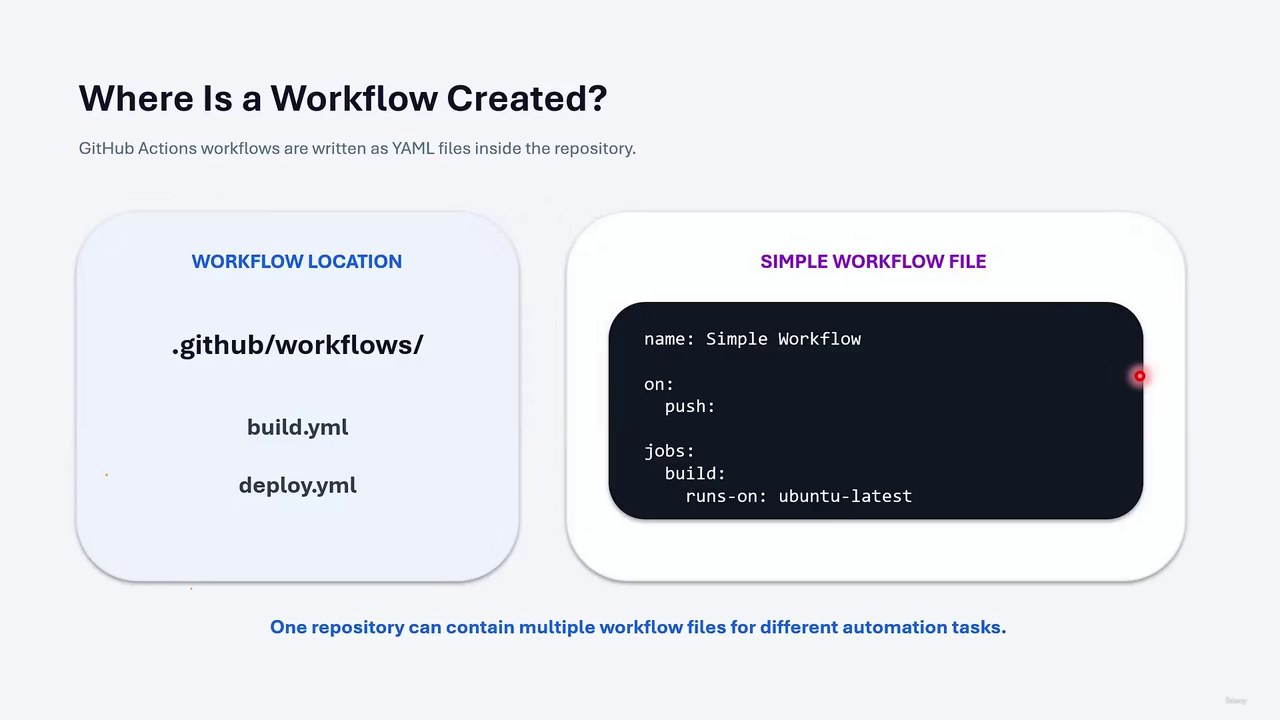 Where Is a Workflow Created?
GitHub Actions workflows are written as YAML files inside the repository.
WORKFLOW LOCATION
.github/workflows/
build.yml
deploy.yml
SIMPLE WORKFLOW FILE
name: Simple Workflow
on:
  push:
jobs:
  build:
    runs-on: ubuntu-latest
One repository can contain multiple workflow files for different automation tasks.